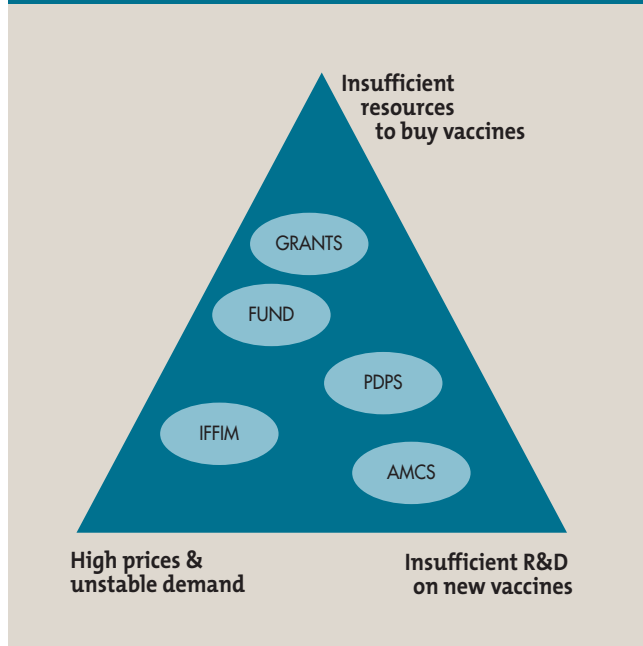 Insufficient
resources
to buy vaccines
GRANTS
FUND
PDPS
IFFIM
AMCS
High prices &
unstable demand
Insufficient R&D
on new vaccines